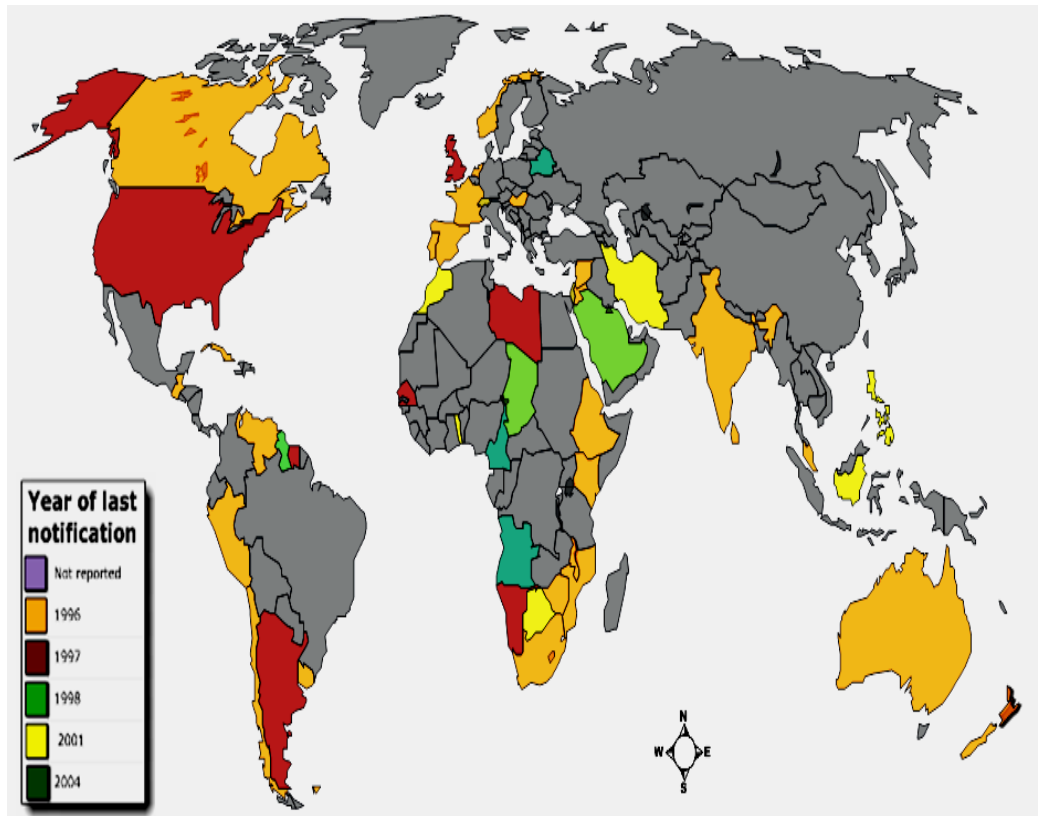 Year of last
notification
Not reported
1996
1997
1998
2001
2004
N
W E
S